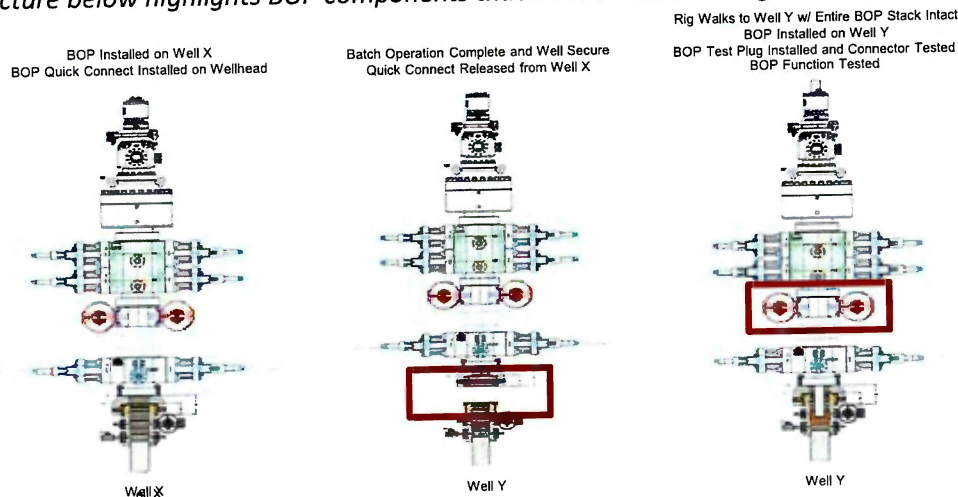 cture below highlights BOP components that
BOP Installed on Well X
BOP Quick Connect Installed on Wellhead
Batch Operation Complete and Well Secure
Quick Connect Released from Well X
Rig Walks to Well Y w/ Entire BOP Stack Intact
BOP Installed on Well Y
BOP Test Plug Installed and Connector Tested
BOP Function Tested
Well X
Well Y
Well Y